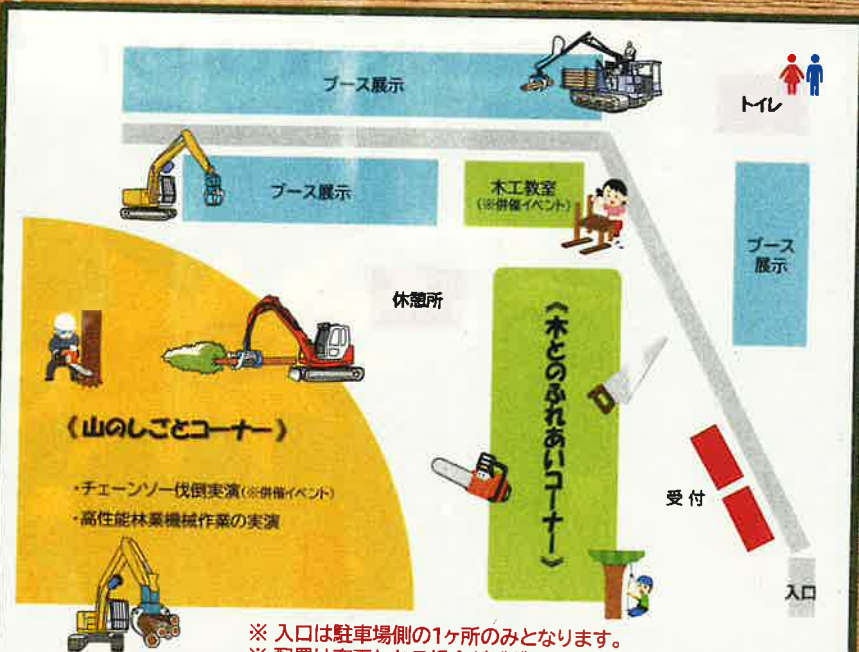 ブース展示
トイレ
ブース展示
木工教室
(※併催イベント)
ブース
展示
休憩所
《木とのふれあいコーナー》
《山のしごとコーナー》
・チェーンソー伐倒実演(※併催イベント)
・高性能林業機械作業の実演
受付
入口
※ 入口は駐車場側の1ヶ所のみとなります。